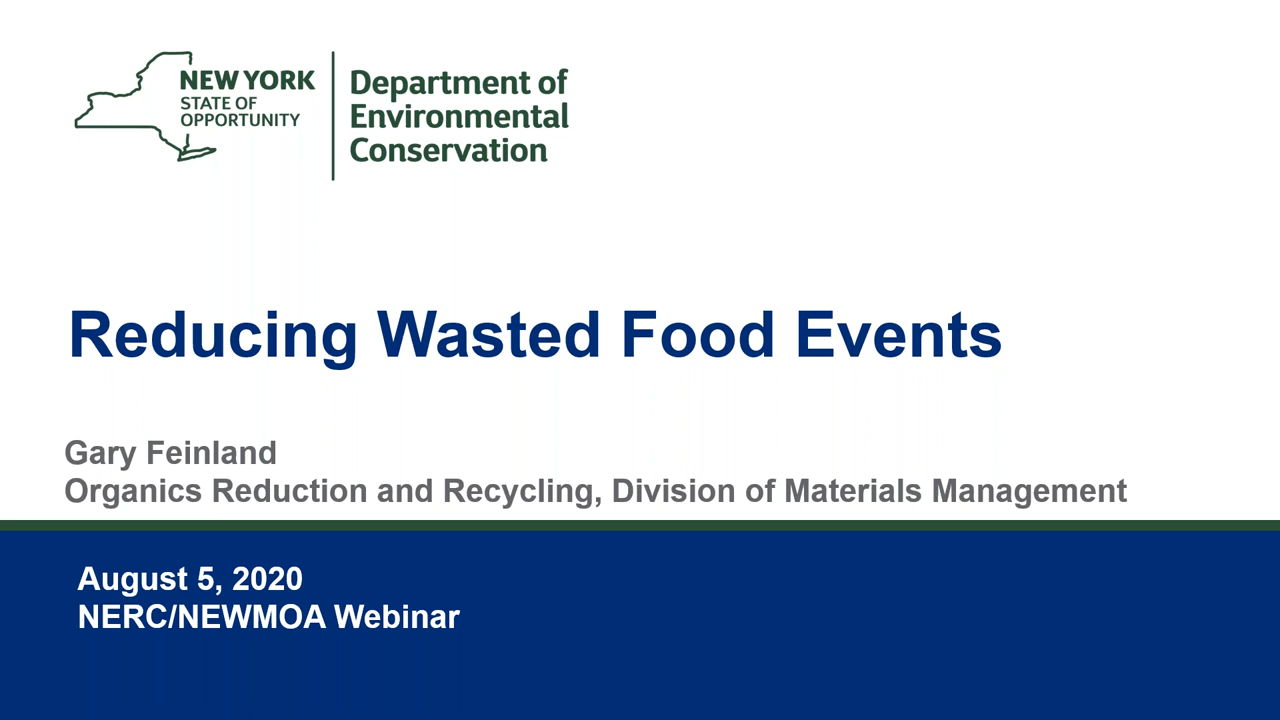 NEW YORK
STATE OF
OPPORTUNITY
Department of
Environmental
Conservation
Reducing Wasted Food Events
Gary Feinland
Organics Reduction and Recycling, Division of Materials Management
August 5, 2020
NERC/NEWMOA Webinar